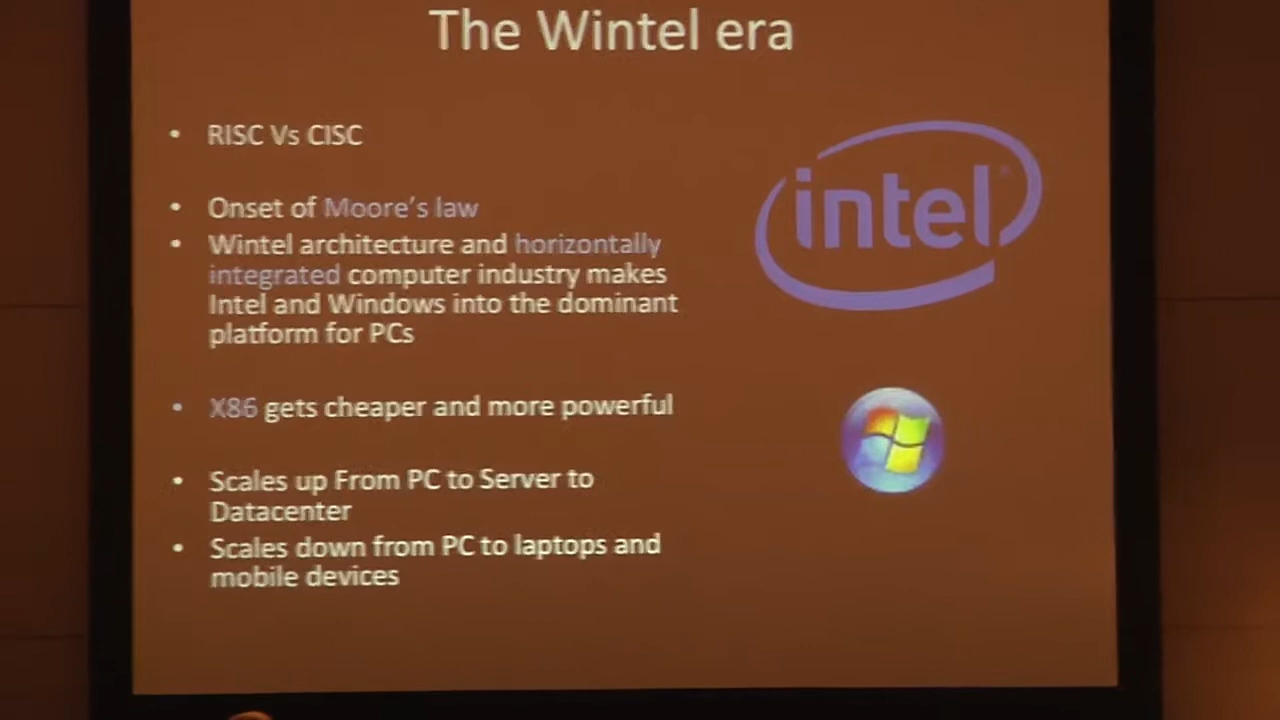 The Wintel era
• RISC Vs CISC
• Onset of Moore's law
• Wintel architecture and horizontally
integrated computer industry makes
Intel and Windows into the dominant
platform for PCs
• X86 gets cheaper and more powerful
• Scales up From PC to Server to
Datacenter
• Scales down from PC to laptops and
mobile devices
intel